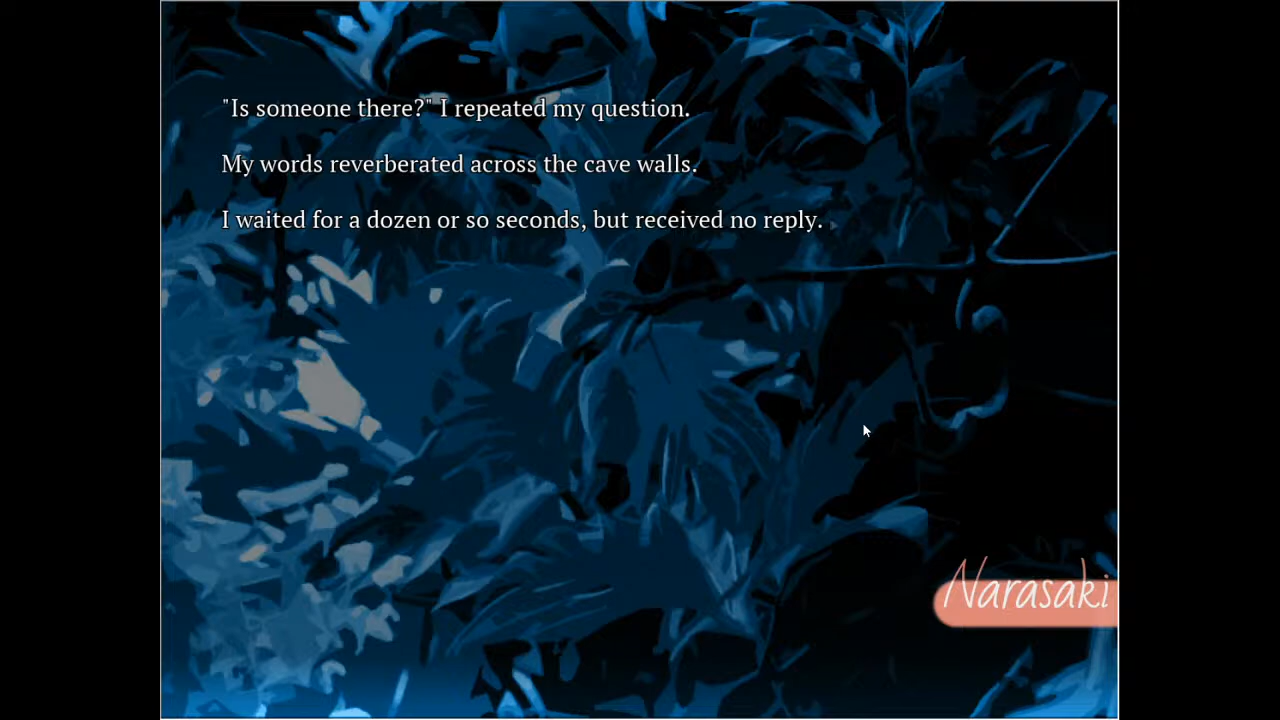 "Is someone there?" I repeated my question.
My words reverberated across the cave walls.
I waited for a dozen or so seconds, but received no reply.
Narasaki